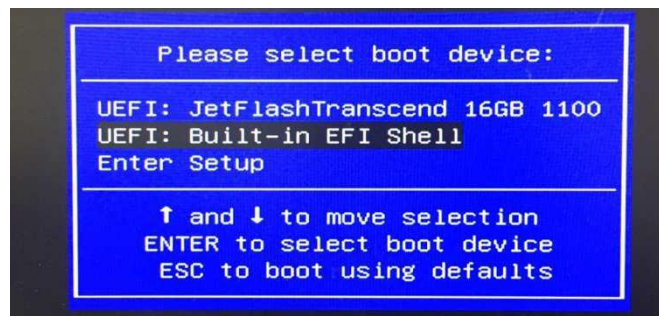 Please select boot device:
UEFI: JetFlashTranscend 16GB 1100
UEFI: Built-in EFI Shell
Enter Setup
↑ and ↓ to move selection
ENTER to select boot device
ESC to boot using defaults